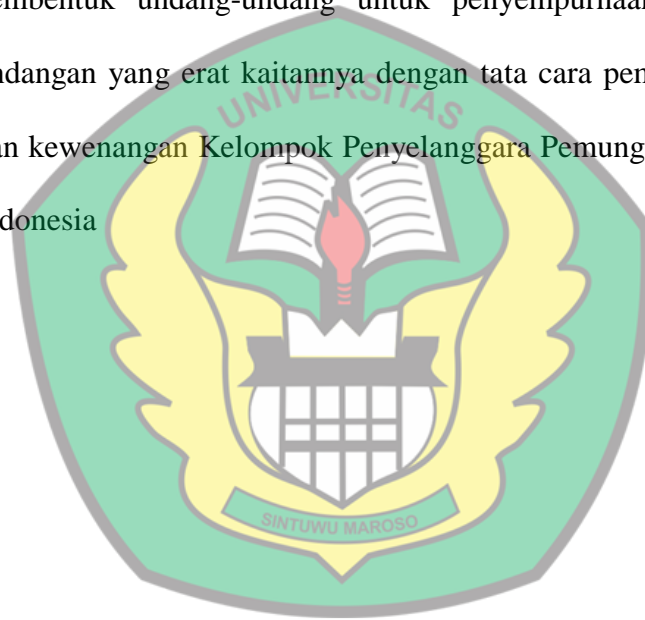 embentuk undang-undang untuk penyempurnaan
ndangan yang erat kaitannya dengan tata cara pem
UNIVERSITAS
an kewenangan Kelompok Penyelanggara Pemung
donesia
SINTUWU MAROSO